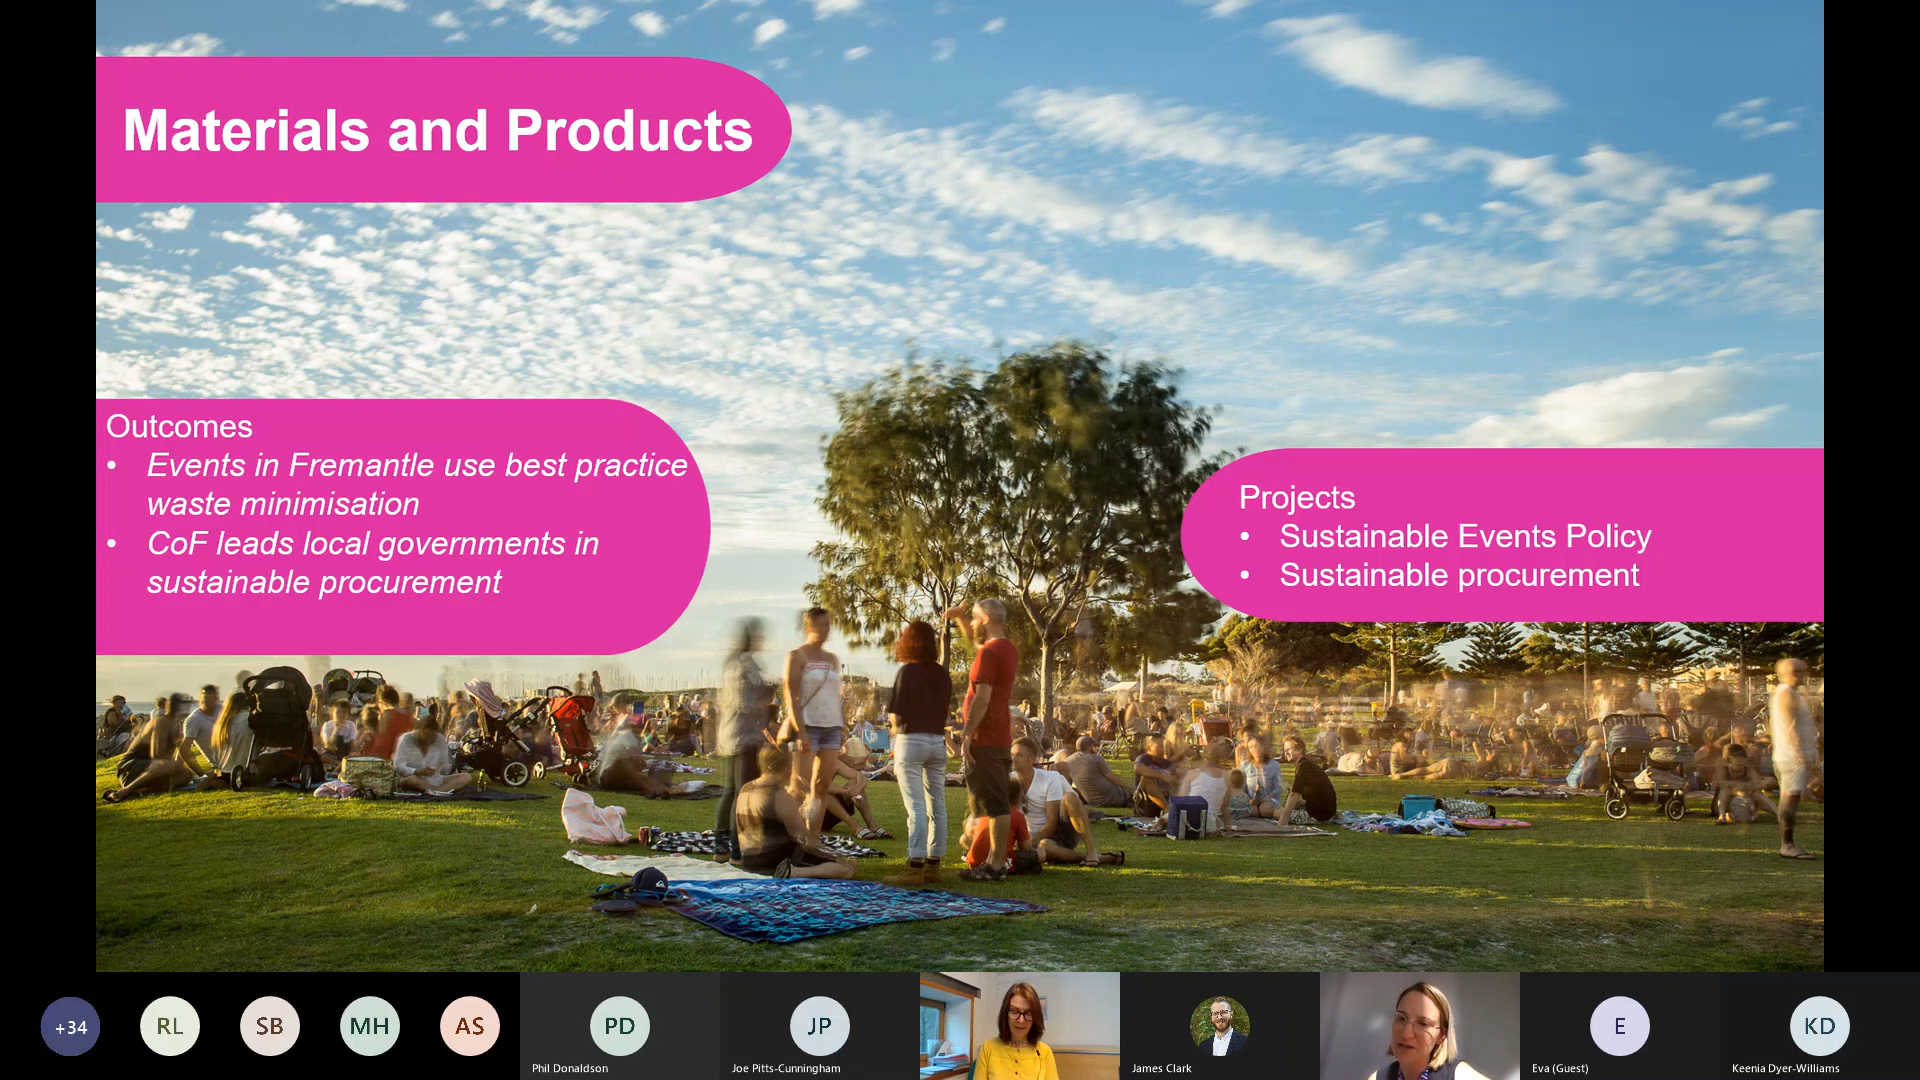 Materials and Products
Outcomes
• Events in Fremantle use best practice
waste minimisation
• CoF leads local governments in
sustainable procurement
Projects
• Sustainable Events Policy
• Sustainable procurement
+34
RL
SB
MH
AS
PD
Phil Donaldson
JP
Joe Pitts-Cunningham
James Clark
E
Eva (Guest)
KD
Keenia Dyer-Williams